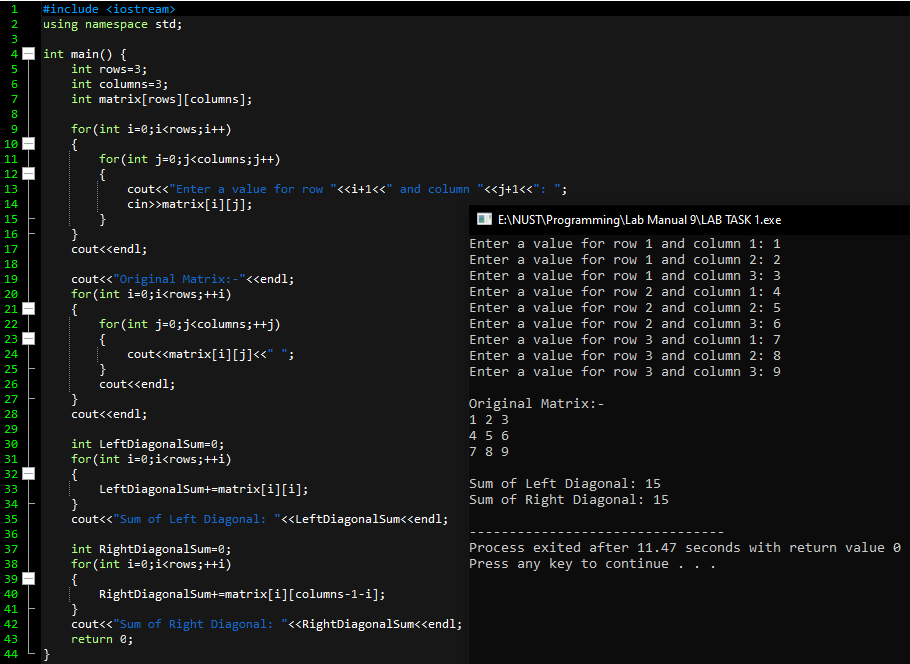 1 #include <iostream>
2 using namespace std;
3
4 int main() {
5 int rows=3;
6 int columns=3;
7 int matrix[rows][columns];
8
9 for(int i=0;i<rows;i++)
10 {
11 for(int j=0;j<columns;j++)
12 {
13 cout<<"Enter a value for row "<<i+1<<" and column "<<j+1<<": ";
14 cin>>matrix[i][j];
15 }
16 }
17 cout<<endl;
18
19 cout<<"Original Matrix:-"<<endl;
20 for(int i=0;i<rows;++i)
21 {
22 for(int j=0;j<columns;++j)
23 {
24 cout<<matrix[i][j]<<" ";
25 }
26 cout<<endl;
27 }
28 cout<<endl;
29
30 int LeftDiagonalSum=0;
31 for(int i=0;i<rows;++i)
32 {
33 LeftDiagonalSum+=matrix[i][i];
34 }
35 cout<<"Sum of Left Diagonal: "<<LeftDiagonalSum<<endl;
36
37 int RightDiagonalSum=0;
38 for(int i=0;i<rows;++i)
39 {
40 RightDiagonalSum+=matrix[i][columns-1-i];
41 }
42 cout<<"Sum of Right Diagonal: "<<RightDiagonalSum<<endl;
43 return 0;
44 }
E:\NUST\Programming\Lab Manual 9\LAB TASK 1.exe
Enter a value for row 1 and column 1: 1
Enter a value for row 1 and column 2: 2
Enter a value for row 1 and column 3: 3
Enter a value for row 2 and column 1: 4
Enter a value for row 2 and column 2: 5
Enter a value for row 2 and column 3: 6
Enter a value for row 3 and column 1: 7
Enter a value for row 3 and column 2: 8
Enter a value for row 3 and column 3: 9

Original Matrix:-
1 2 3
4 5 6
7 8 9

Sum of Left Diagonal: 15
Sum of Right Diagonal: 15

--------------------------------
Process exited after 11.47 seconds with return value 0
Press any key to continue . . .